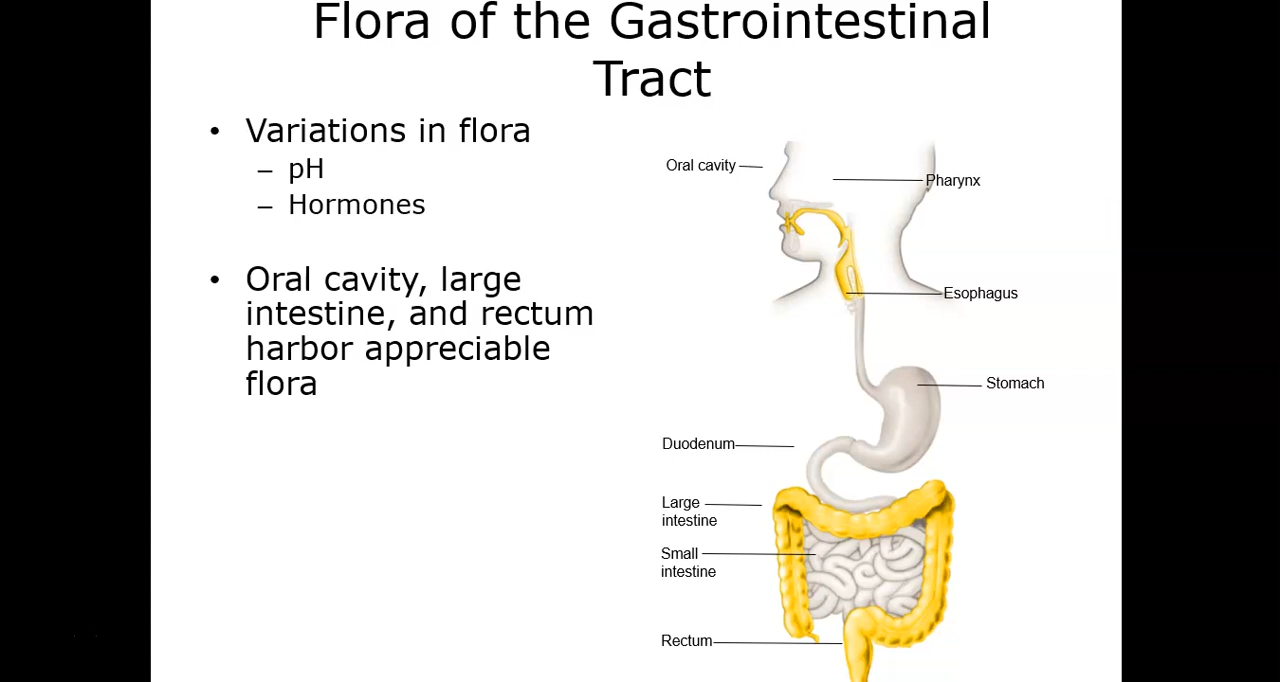 Flora of the Gastrointestinal
Tract
• Variations in flora
– pH
– Hormones
• Oral cavity, large
intestine, and rectum
harbor appreciable
flora
Oral cavity
Pharynx
Esophagus
Stomach
Duodenum
Large
intestine
Small
intestine
Rectum